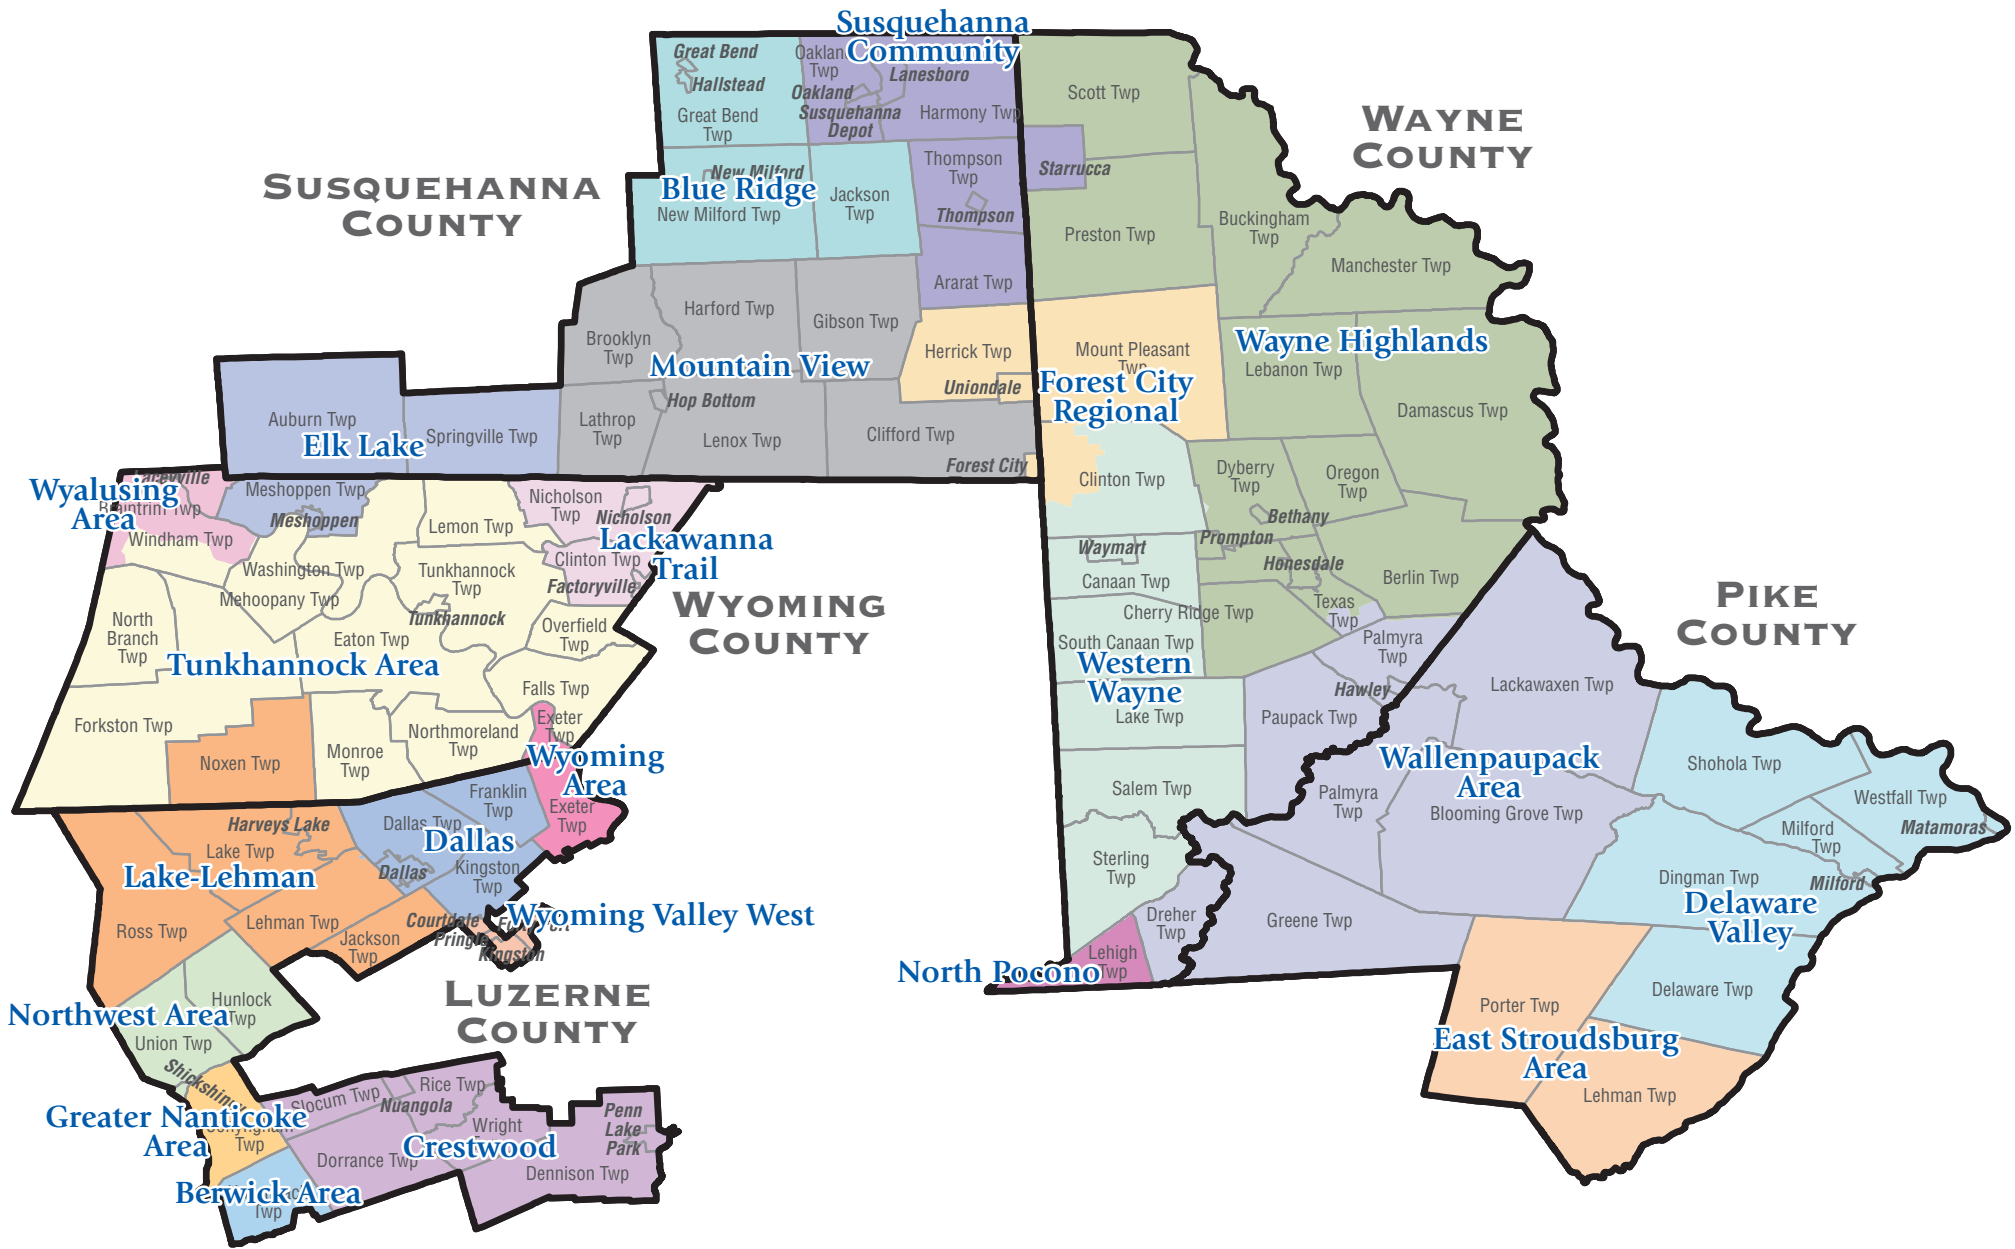 Susquehanna
Community
Great Bend
Hallstead
Great Bend
Twp
Twp
Lanesboro
Oakland
Susquehanna
Depot
Harmony Twp
Scott Twp
WAYNE
COUNTY
SUSQUEHANNA
COUNTY
New Milford
Blue Ridge
New Milford Twp
Jackson
Twp
Thompson
Twp
Thompson
Starrucca
Preston Twp
Buckingham
Twp
Manchester Twp
Ararat Twp
Harford Twp
Gibson Twp
Brooklyn
Twp
Mountain View
Herrick Twp
Uniondale
Mount Pleasant
Twp
Forest City
Regional
Wayne Highlands
Lebanon Twp
Damascus Twp
Auburn Twp
Elk Lake
Springville Twp
Lathrop
Twp
Hop Bottom
Lenox Twp
Clifford Twp
Forest City
Clinton Twp
Dyberry
Twp
Oregon
Twp
Bethany
Prompton
Honesdale
Berlin Twp
Wyalusing
Area
Windham Twp
Meshoppen Twp
Meshoppen
Lemon Twp
Nicholson
Twp
Nicholson
Lackawanna
Trail
Clinton Twp
Factoryville
Washington Twp
Mehoopany Twp
Tunkhannock
Twp
Tunkhannock
WYOMING
COUNTY
North
Branch
Twp
Eaton Twp
Overfield
Twp
Tunkhannock Area
Falls Twp
Forkston Twp
Noxen Twp
Monroe
Twp
Northmoreland
Twp
Exeter
Twp
Wyoming
Area
Exeter
Twp
Waymart
Canaan Twp
Cherry Ridge Twp
Texas
Twp
South Canaan Twp
Western
Wayne
Lake Twp
Palmyra
Twp
Hawley
Paupack Twp
PIKE
COUNTY
Lackawaxen Twp
Wallenpaupack
Area
Shohola Twp
Westfall Twp
Matamoras
Salem Twp
Palmyra
Twp
Blooming Grove Twp
Milford
Twp
Milford
Dingman Twp
Delaware
Valley
Sterling
Twp
Dreher
Twp
Greene Twp
Lehigh
Twp
North Pocono
Porter Twp
Delaware Twp
East Stroudsburg
Area
Lehman Twp
Franklin
Twp
Dallas Twp
Dallas
Dallas
Kingston
Twp
Harveys Lake
Lake Twp
Lake-Lehman
Ross Twp
Lehman Twp
Jackson
Twp
Courtdale
Pringle
Kingston
Wyoming Valley West
LUZERNE
COUNTY
Hunlock
Twp
Northwest Area
Union Twp
Shickshinny
Greater Nanticoke
Area
Twp
Slocum Twp
Rice Twp
Nuangola
Wright
Crestwood
Dorrance Twp
Dennison Twp
Penn
Lake
Park
Berwick Area
Twp